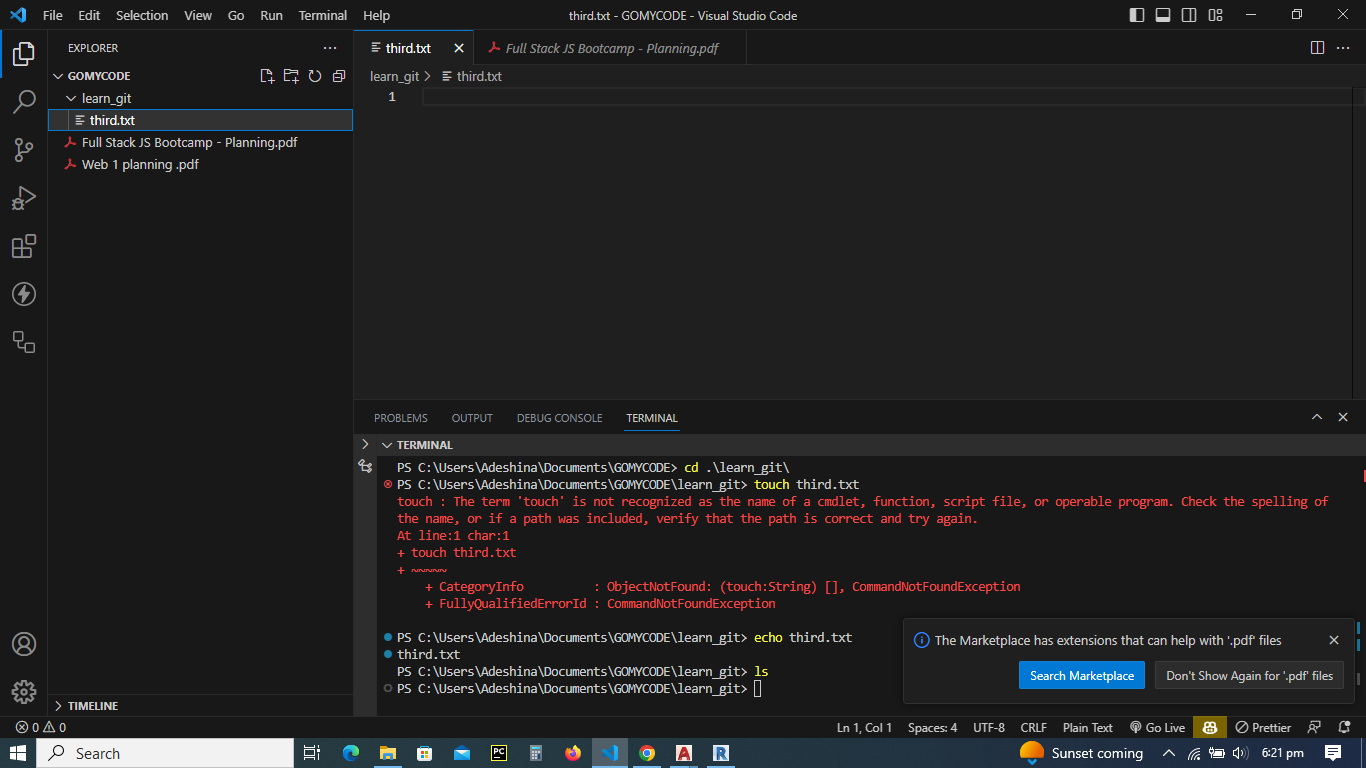 File Edit Selection View Go Run Terminal Help
third.txt - GOMYCODE - Visual Studio Code
EXPLORER
GOMYCODE
learn_git
third.txt
Full Stack JS Bootcamp - Planning.pdf
Web 1 planning .pdf
TIMELINE
third.txt
Full Stack JS Bootcamp - Planning.pdf
learn_git > third.txt
1
PROBLEMS OUTPUT DEBUG CONSOLE TERMINAL
TERMINAL
PS C:\Users\Adeshina\Documents\GOMYCODE> cd .\learn_git\
PS C:\Users\Adeshina\Documents\GOMYCODE\learn_git> touch third.txt
touch : The term 'touch' is not recognized as the name of a cmdlet, function, script file, or operable program. Check the spelling of
the name, or if a path was included, verify that the path is correct and try again.
At line:1 char:1
+ touch third.txt
+ ~~~~~
+ CategoryInfo : ObjectNotFound: (touch:String) [], CommandNotFoundException
+ FullyQualifiedErrorId : CommandNotFoundException
PS C:\Users\Adeshina\Documents\GOMYCODE\learn_git> echo third.txt
third.txt
PS C:\Users\Adeshina\Documents\GOMYCODE\learn_git> ls
PS C:\Users\Adeshina\Documents\GOMYCODE\learn_git>
The Marketplace has extensions that can help with '.pdf' files
Search Marketplace
Don't Show Again for '.pdf' files
0 0
Ln 1, Col 1 Spaces: 4 UTF-8 CRLF Plain Text Go Live Prettier
Search
PC
A
R
Sunset coming
6:21 pm